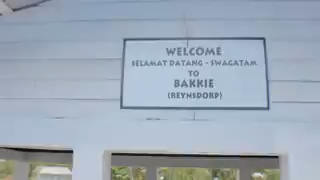 WELCOME
SELAMAT DATANG - SWAGATAM
TO
BAKKIE
(REYNSDORP)